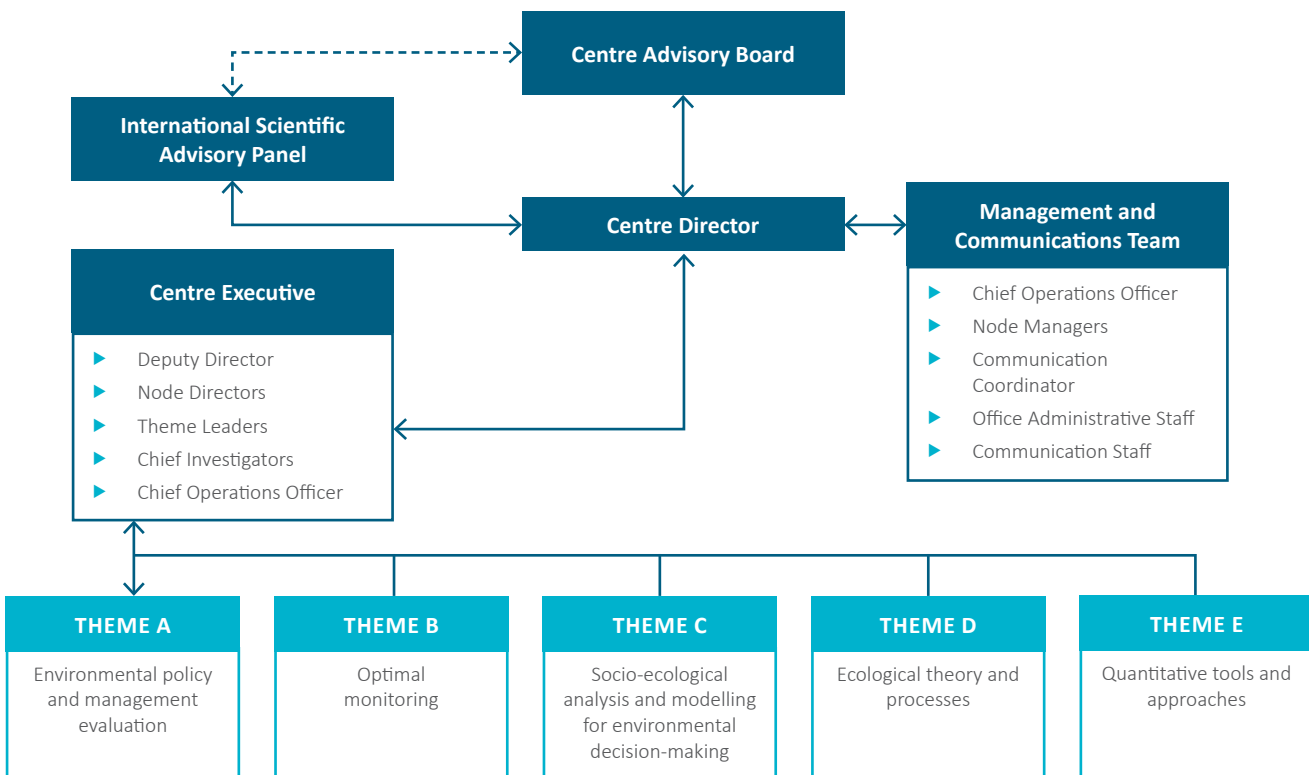 Centre Advisory Board
International Scientific
Advisory Panel
Centre Director
Management and
Communications Team
Chief Operations Officer
Node Managers
Communication
Coordinator
Office Administrative Staff
Communication Staff
Centre Executive
Deputy Director
Node Directors
Theme Leaders
Chief Investigators
Chief Operations Officer
THEME A
Environmental policy
and management
evaluation
THEME B
Optimal
monitoring
THEME C
Socio-ecological
analysis and modelling
for environmental
decision-making
THEME D
Ecological theory and
processes
THEME E
Quantitative tools and
approaches